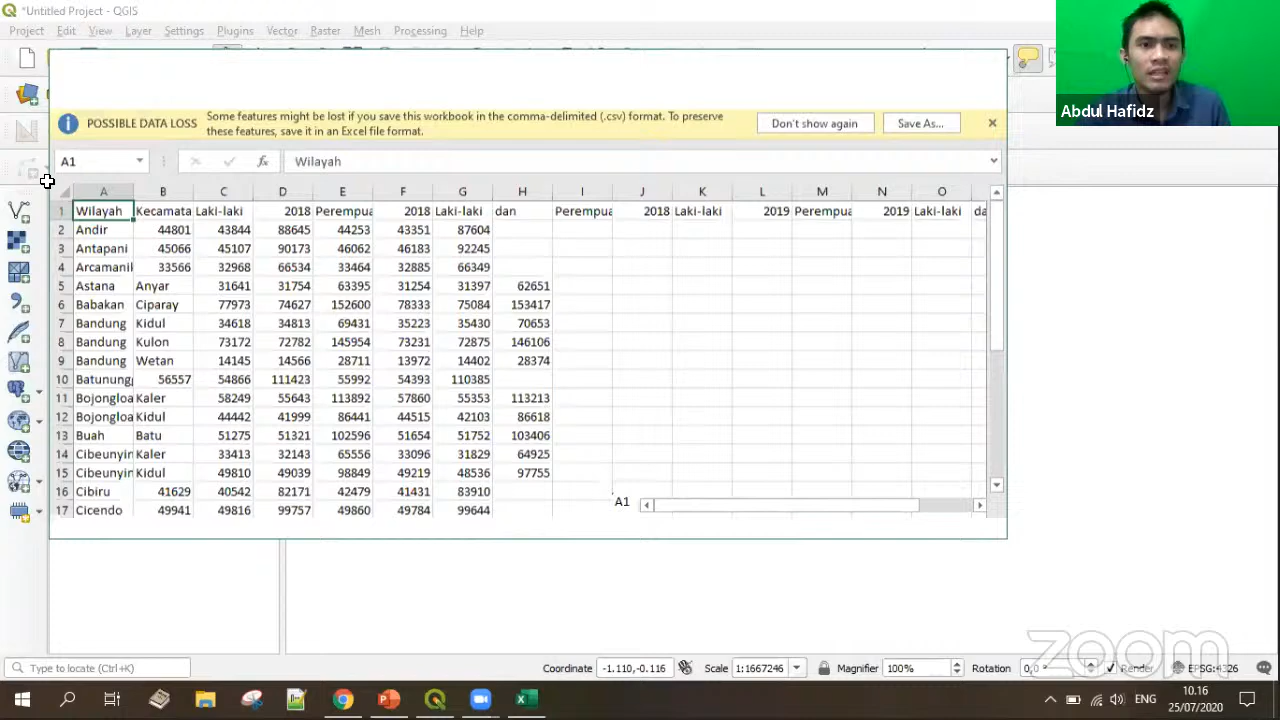 *Untitled Project - QGIS
Project Edit View Layer Settings Plugins Vector Raster Mesh Processing Help
Abdul Hafidz
POSSIBLE DATA LOSS Some features might be lost if you save this workbook in the comma-delimited (.csv) format. To preserve
these features, save it in an Excel file format.
Don't show again Save As...
A1 fx Wilayah
A B C D E F G H I J K L M N O
1 Wilayah Kecamata Laki-laki 2018 Perempua 2018 Laki-laki dan Perempua 2018 Laki-laki 2019 Perempua 2019 Laki-laki da
2 Andir 44801 43844 88645 44253 43351 87604
3 Antapani 45066 45107 90173 46062 46183 92245
4 Arcamanik 33566 32968 66534 33464 32885 66349
5 Astana Anyar 31641 31754 63395 31254 31397 62651
6 Babakan Ciparay 77973 74627 152600 78333 75084 153417
7 Bandung Kidul 34618 34813 69431 35223 35430 70653
8 Bandung Kulon 73172 72782 145954 73231 72875 146106
9 Bandung Wetan 14145 14566 28711 13972 14402 28374
10 Batunungg 56557 54866 111423 55992 54393 110385
11 Bojongloa Kaler 58249 55643 113892 57860 55353 113213
12 Bojongloa Kidul 44442 41999 86441 44515 42103 86618
13 Buah Batu 51275 51321 102596 51654 51752 103406
14 Cibeunyin Kaler 33413 32143 65556 33096 31829 64925
15 Cibeunyin Kidul 49810 49039 98849 49219 48536 97755
16 Cibiru 41629 40542 82171 42479 41431 83910
17 Cicendo 49941 49816 99757 49860 49784 99644
A1
zoom
Type to locate (Ctrl+K) Coordinate -1.110,-0.116 Scale 1:1667246 Magnifier 100% Rotation 0,0 ° Render EPSG:4326
ENG 10.16
25/07/2020